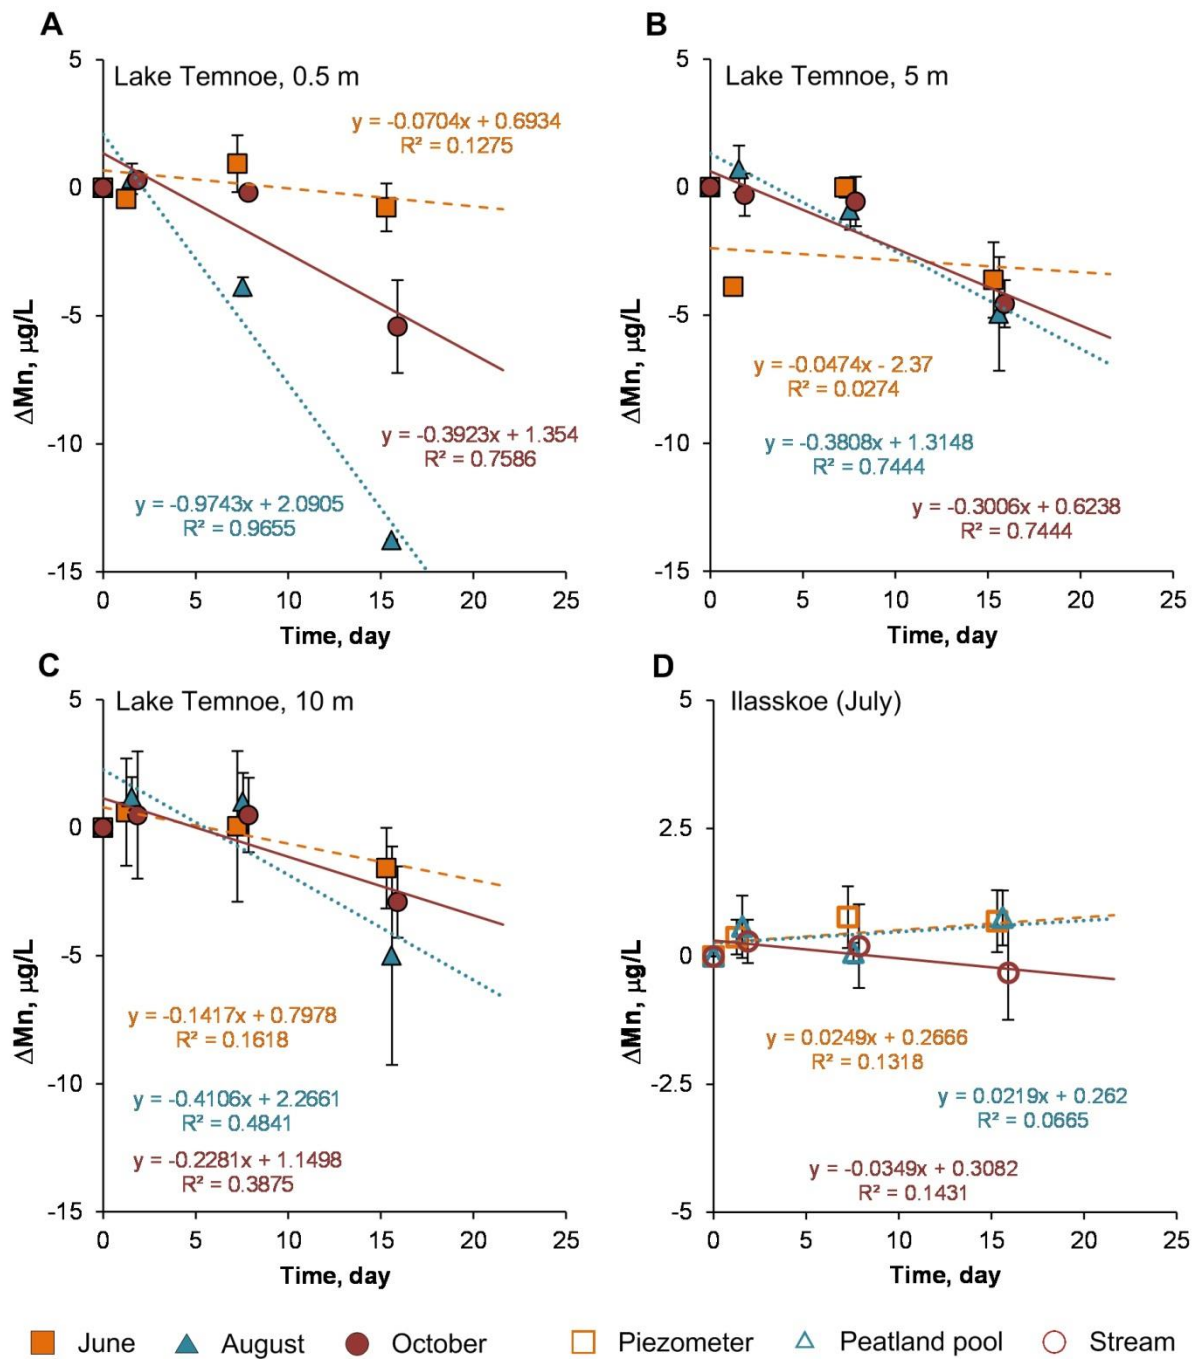 A
Lake Temnoe, 0.5 m
5
0
-5
-10
-15
ΔMn, µg/L
y = -0.0704x + 0.6934
R² = 0.1275
y = -0.3923x + 1.354
R² = 0.7586
y = -0.9743x + 2.0905
R² = 0.9655
0 5 10 15 20 25
Time, day
B
Lake Temnoe, 5 m
5
0
-5
-10
-15
ΔMn, µg/L
y = -0.0474x - 2.37
R² = 0.0274
y = -0.3808x + 1.3148
R² = 0.7444
y = -0.3006x + 0.6238
R² = 0.7444
0 5 10 15 20 25
Time, day
C
Lake Temnoe, 10 m
5
0
-5
-10
-15
ΔMn, µg/L
y = -0.1417x + 0.7978
R² = 0.1618
y = -0.4106x + 2.2661
R² = 0.4841
y = -0.2281x + 1.1498
R² = 0.3875
0 5 10 15 20 25
Time, day
D
Ilasskoe (July)
5
2.5
0
-2.5
-5
ΔMn, µg/L
y = 0.0249x + 0.2666
R² = 0.1318
y = 0.0219x + 0.262
R² = 0.0665
y = -0.0349x + 0.3082
R² = 0.1431
0 5 10 15 20 25
Time, day
June August October Piezometer Peatland pool Stream